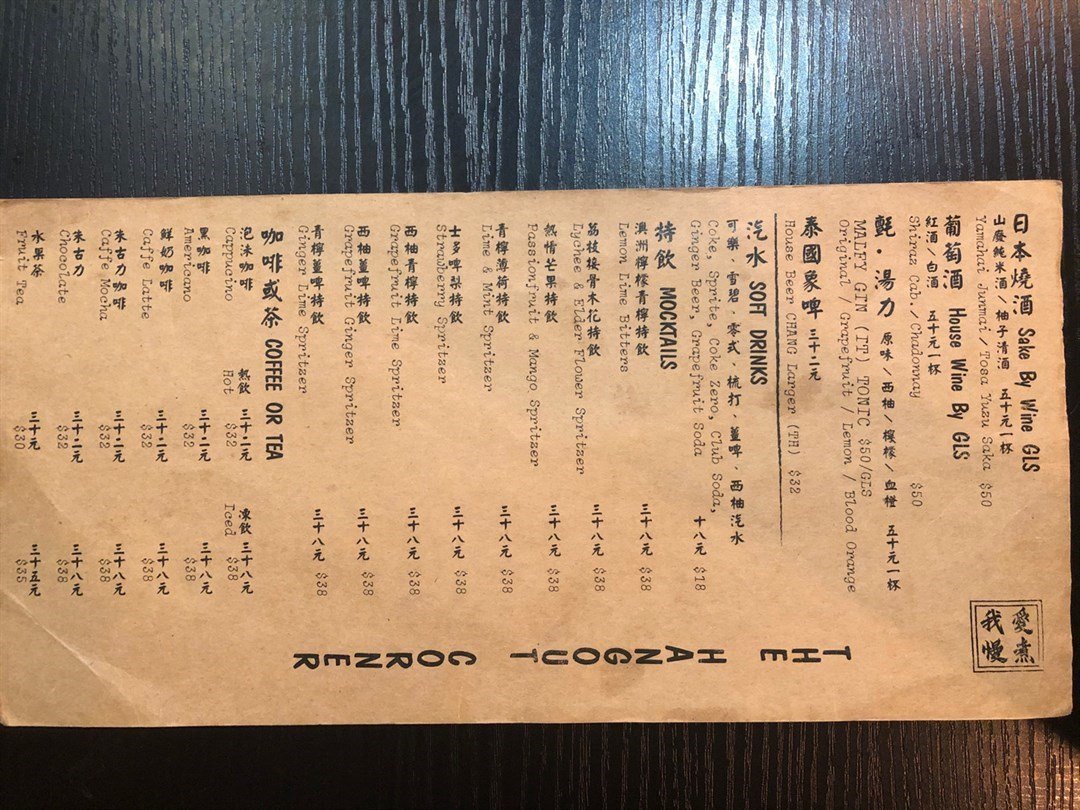 日本燒酒 Sake By Wine GLS
山廢純米酒／柚子清酒 五十元一杯
Yamahai Junmai／Tosa Yuzu Saka $50
葡萄酒 House Wine By GLS
紅酒／白酒 五十元一杯
Shiraz Cab.／Chadonnay $50
氈・湯力 原味／西柚／檸檬／血橙 五十元一杯
MALFY GIN (IT) TONIC $50/GLS
Original / Grapefruit / Lemon / Blood Orange
泰國象啤 三十二元
House Beer CHANG Larger (TH) $32
汽水 SOFT DRINKS
可樂．雪碧．零式．梳打．薑啤．西柚汽水
Coke, Sprite, Coke Zero, Club Soda,
Ginger Beer, Grapefruit Soda 十八元 $18
特飲 MOCKTAILS
澳洲檸檬青檸特飲 三十八元
Lemon Lime Bitters $38
荔枝接骨木花特飲 三十八元
Lychee & Elder Flower Spritzer $38
熱情芒果特飲 三十八元
Passionfruit & Mango Spritzer $38
青檸薄荷特飲 三十八元
Lime & Mint Spritzer $38
士多啤梨特飲 三十八元
Strawberry Spritzer $38
西柚青檸特飲 三十八元
Grapefruit Lime Spritzer $38
西柚薑啤特飲 三十八元
Grapefruit Ginger Spritzer $38
青檸薑啤特飲 三十八元
Ginger Lime Spritzer $38
咖啡或茶 COFFEE OR TEA
泡沫咖啡 熱飲 三十二元 凍飲 三十八元
Cappucino Hot $32 Iced $38
黑咖啡 三十二元 三十八元
Americano $32 $38
鮮奶咖啡 三十二元 三十八元
Caffe Latte $32 $38
朱古力咖啡 三十二元 三十八元
Caffe Mocha $32 $38
朱古力 三十二元 三十八元
Chocolate $32 $38
水果茶 三十元 三十五元
Fruit Tea $30 $35
愛煮
我慢
THE HANGOUT CORNER